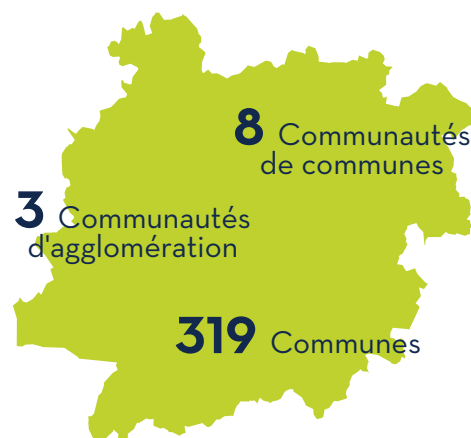 8 Communautés
de communes
3 Communautés
d'agglomération
319 Communes